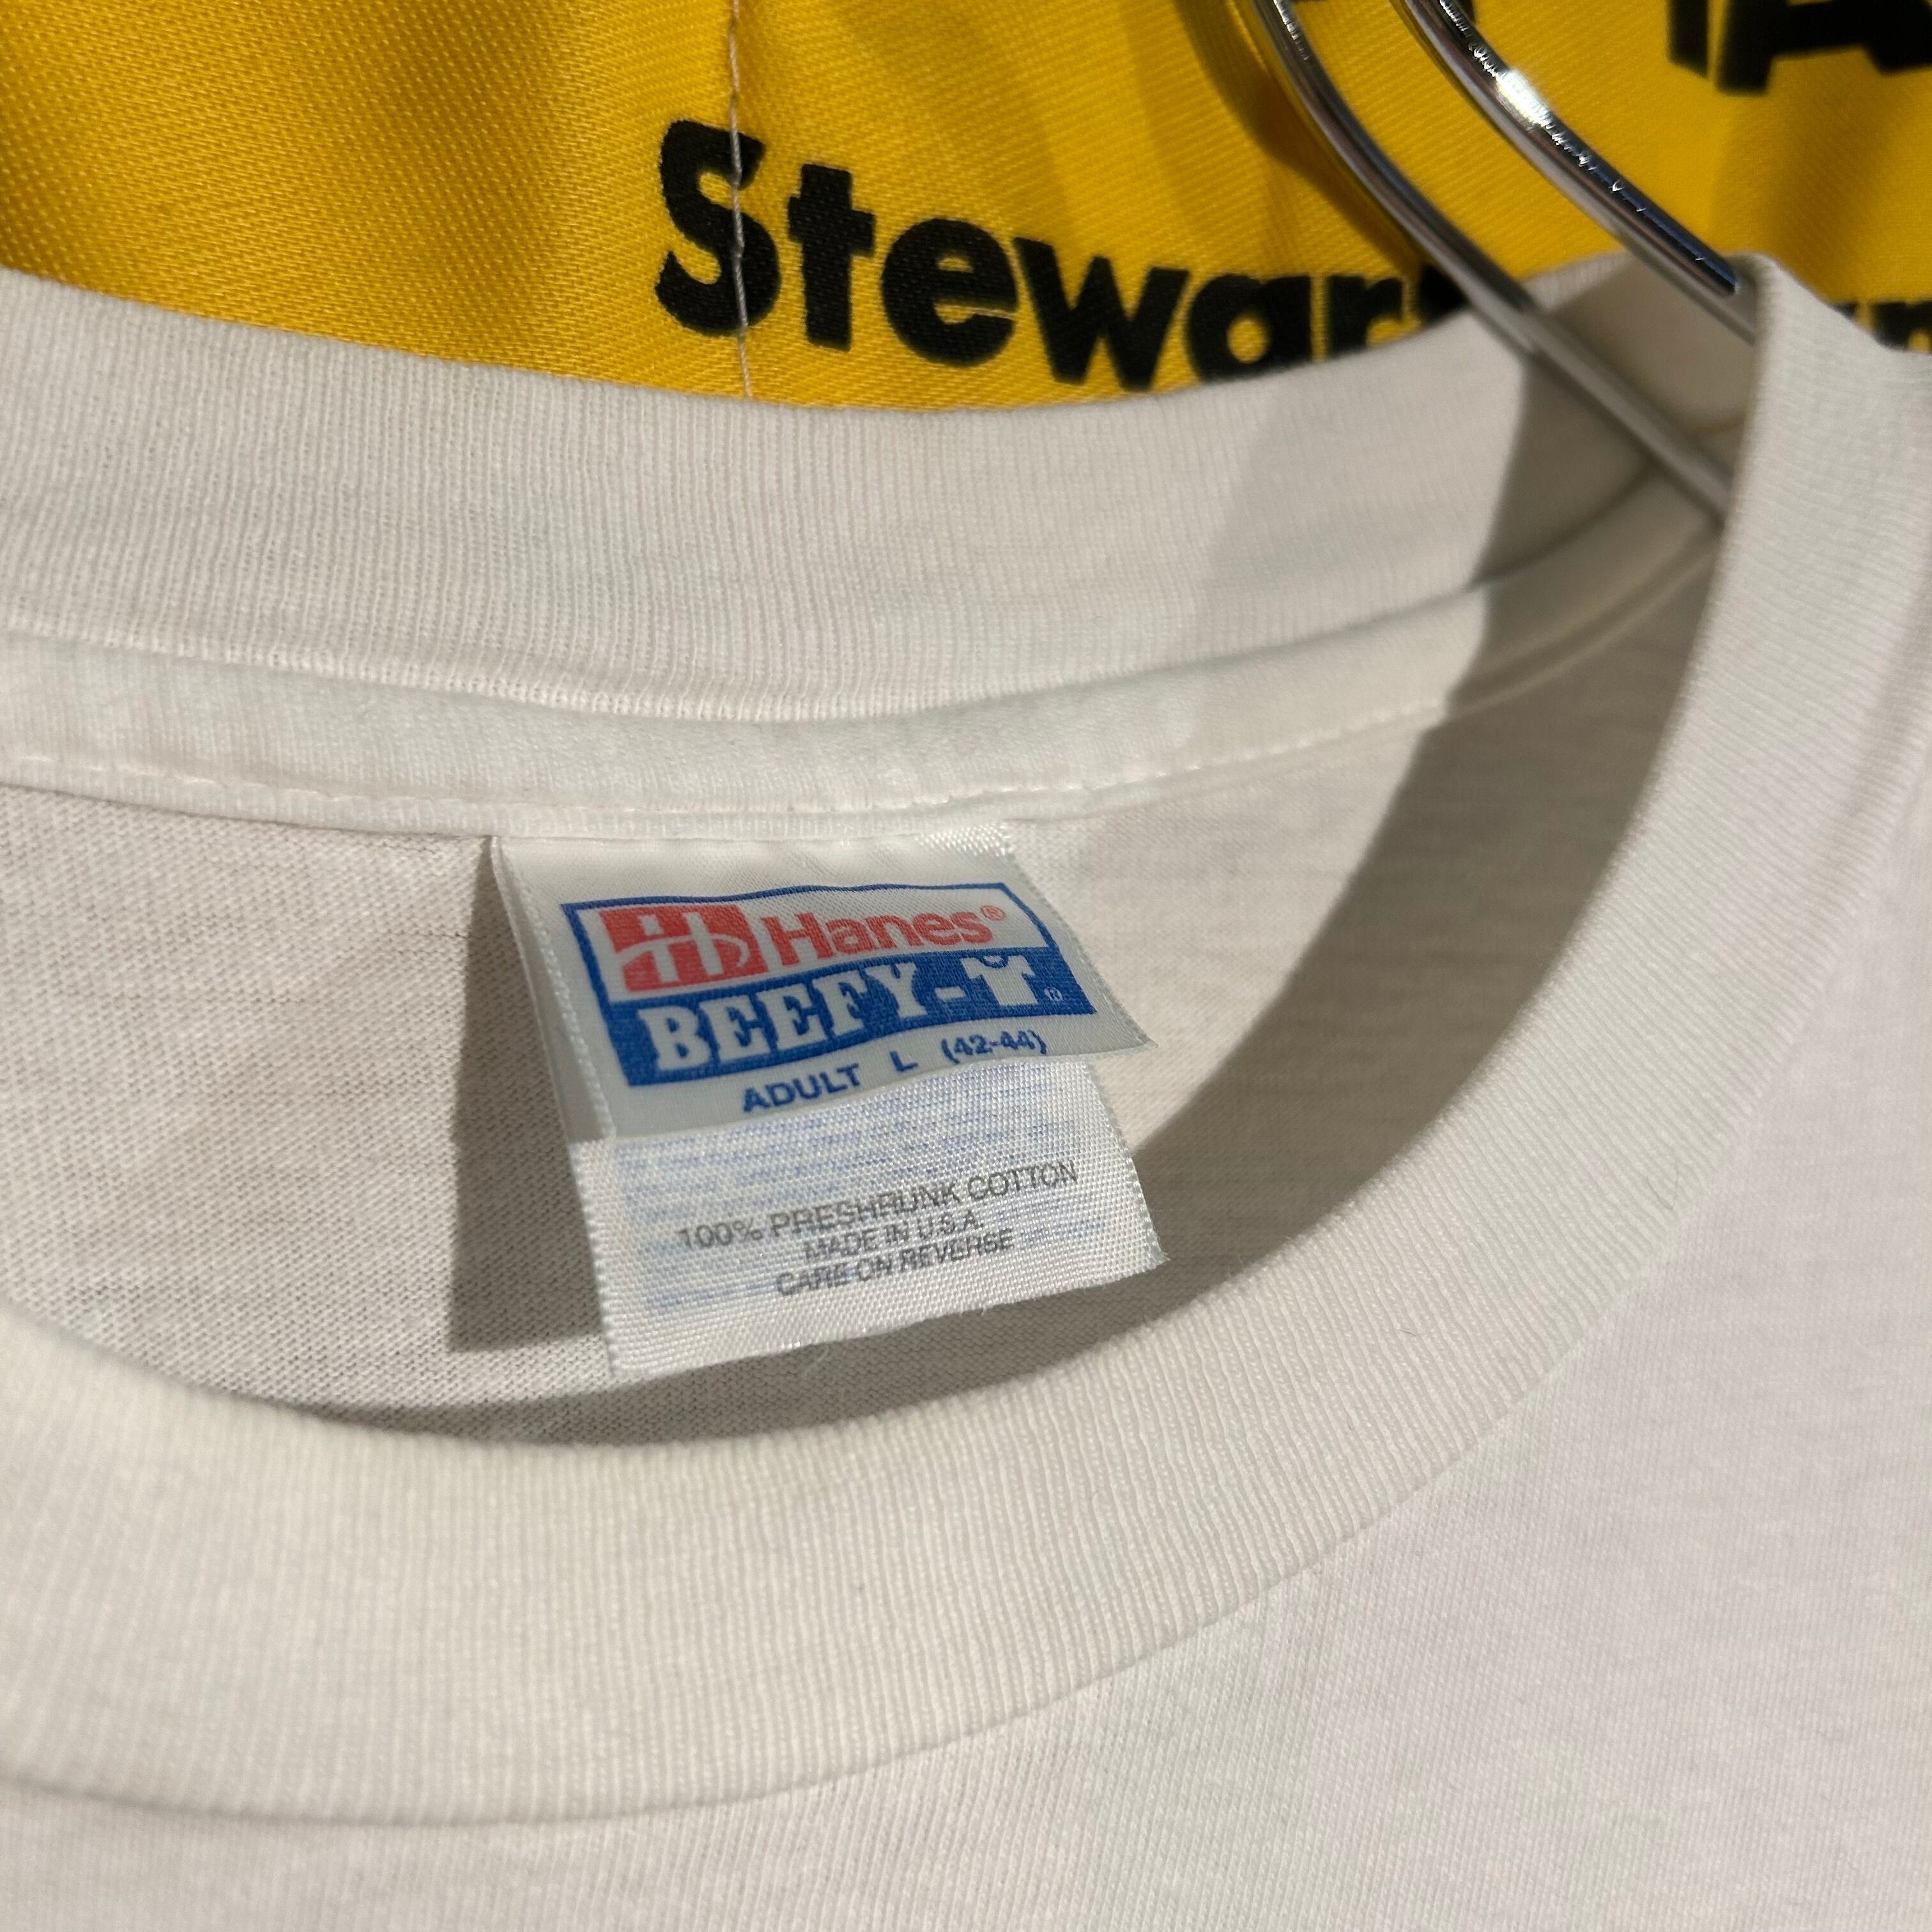 Stewar
Hanes®
BEEFY-T®
ADULT L (42-44)
100% PRESHRUNK COTTON
MADE IN U.S.A.
CARE ON REVERSE